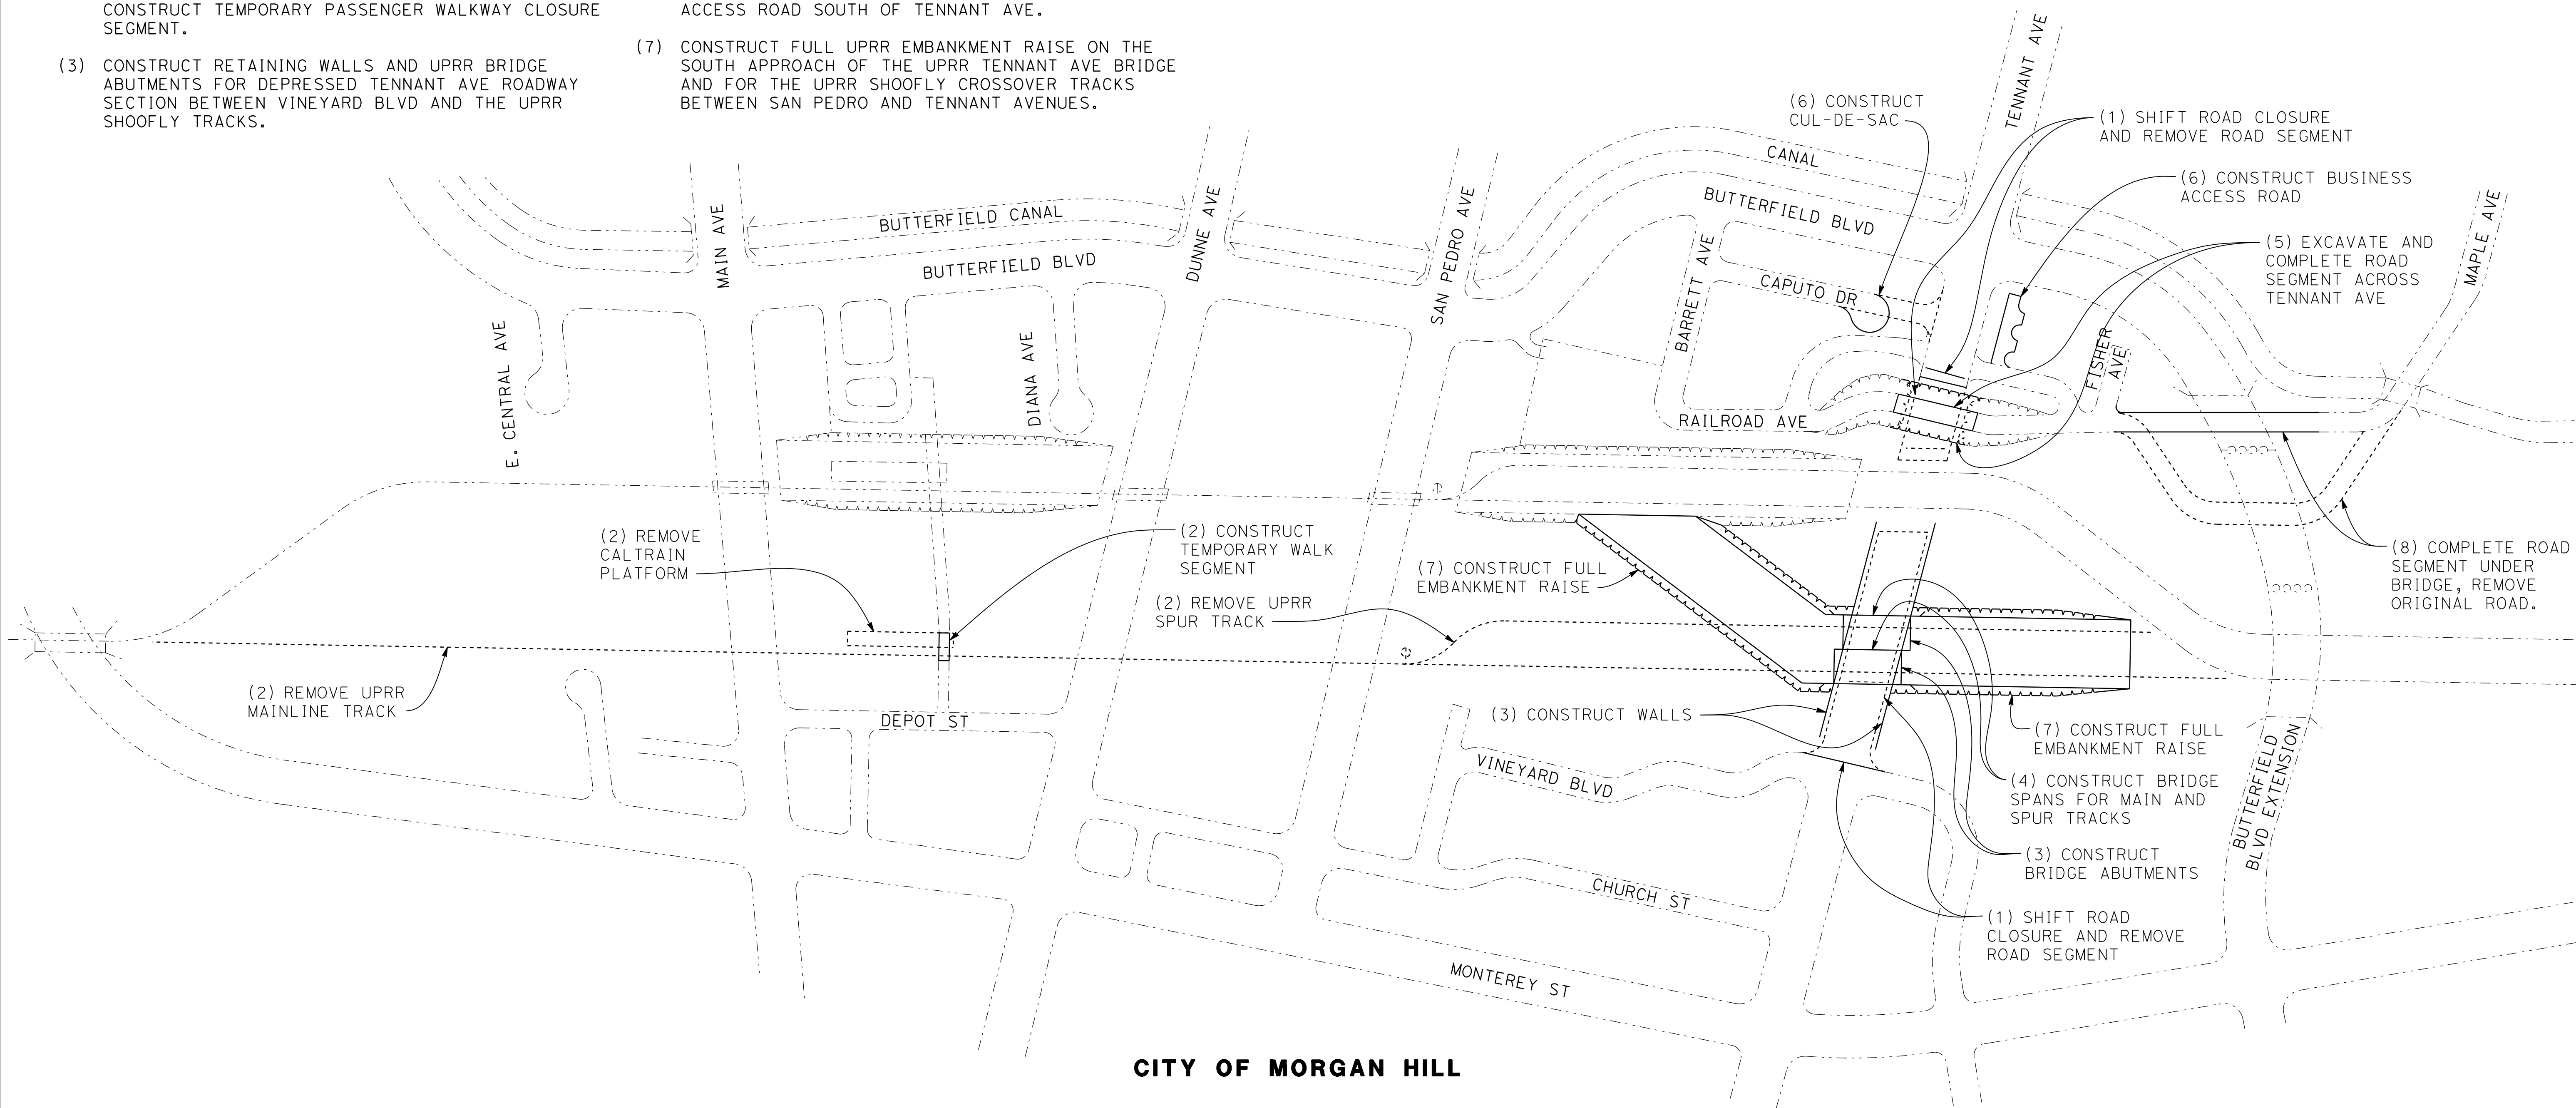 CONSTRUCT TEMPORARY PASSENGER WALKWAY CLOSURE
SEGMENT.
(3) CONSTRUCT RETAINING WALLS AND UPRR BRIDGE
ABUTMENTS FOR DEPRESSED TENNANT AVE ROADWAY
SECTION BETWEEN VINEYARD BLVD AND THE UPRR
SHOOFLY TRACKS.
ACCESS ROAD SOUTH OF TENNANT AVE.
(7) CONSTRUCT FULL UPRR EMBANKMENT RAISE ON THE
SOUTH APPROACH OF THE UPRR TENNANT AVE BRIDGE
AND FOR THE UPRR SHOOFLY CROSSOVER TRACKS
BETWEEN SAN PEDRO AND TENNANT AVENUES.
TENNANT AVE
(6) CONSTRUCT
CUL-DE-SAC
(1) SHIFT ROAD CLOSURE
AND REMOVE ROAD SEGMENT
CANAL
(6) CONSTRUCT BUSINESS
ACCESS ROAD
BUTTERFIELD BLVD
MAPLE AVE
BUTTERFIELD CANAL
MAIN AVE
DUNNE AVE
SAN PEDRO AVE
BUTTERFIELD BLVD
BARRETT AVE
CAPUTO DR
(5) EXCAVATE AND
COMPLETE ROAD
SEGMENT ACROSS
TENNANT AVE
E. CENTRAL AVE
DIANA AVE
FISHER
AVE
RAILROAD AVE
(2) REMOVE
CALTRAIN
PLATFORM
(2) CONSTRUCT
TEMPORARY WALK
SEGMENT
(7) CONSTRUCT FULL
EMBANKMENT RAISE
(2) REMOVE UPRR
SPUR TRACK
(8) COMPLETE ROAD
SEGMENT UNDER
BRIDGE, REMOVE
ORIGINAL ROAD.
(2) REMOVE UPRR
MAINLINE TRACK
DEPOT ST
(3) CONSTRUCT WALLS
(7) CONSTRUCT FULL
EMBANKMENT RAISE
VINEYARD BLVD
(4) CONSTRUCT BRIDGE
SPANS FOR MAIN AND
SPUR TRACKS
BUTTERFIELD
BLVD EXTENSION
(3) CONSTRUCT
BRIDGE ABUTMENTS
CHURCH ST
(1) SHIFT ROAD
CLOSURE AND REMOVE
ROAD SEGMENT
MONTEREY ST
CITY OF MORGAN HILL